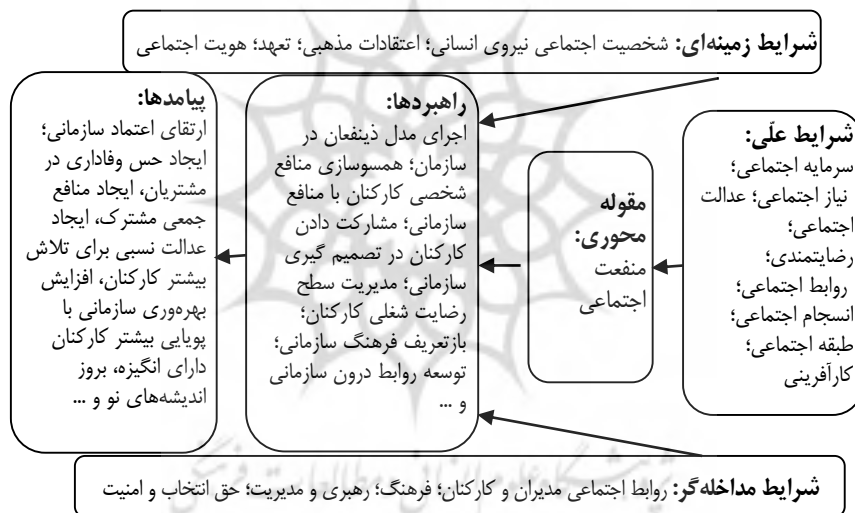 شرایط زمینه‌ای: شخصیت اجتماعی نیروی انسانی؛ اعتقادات مذهبی؛ تعهد؛ هویت اجتماعی
شرایط علّی:
سرمایه اجتماعی؛
نیاز اجتماعی؛ عدالت
اجتماعی؛
رضایتمندی؛
روابط اجتماعی؛
انسجام اجتماعی؛
طبقه اجتماعی؛
کارآفرینی
مقوله
محوری:
منفعت
اجتماعی
راهبردها:
اجرای مدل ذینفعان در
سازمان؛ همسوسازی منافع
شخصی کارکنان با منافع
سازمانی؛ مشارکت دادن
کارکنان در تصمیم گیری
سازمانی؛ مدیریت سطح
رضایت شغلی کارکنان؛
بازتعریف فرهنگ سازمانی؛
توسعه روابط درون سازمانی
و ...
پیامدها:
ارتقای اعتماد سازمانی؛
ایجاد حس وفاداری در
مشتریان، ایجاد منافع
جمعی مشترک، ایجاد
عدالت نسبی برای تلاش
بیشتر کارکنان، افزایش
بهره‌وری سازمانی با
پویایی بیشتر کارکنان
دارای انگیزه، بروز
اندیشه‌های نو و ...
پژوهشگاه علوم انسانی و مطالعات فرهنگی
شرایط مداخله‌گر: روابط اجتماعی مدیران و کارکنان؛ فرهنگ؛ رهبری و مدیریت؛ حق انتخاب و امنیت